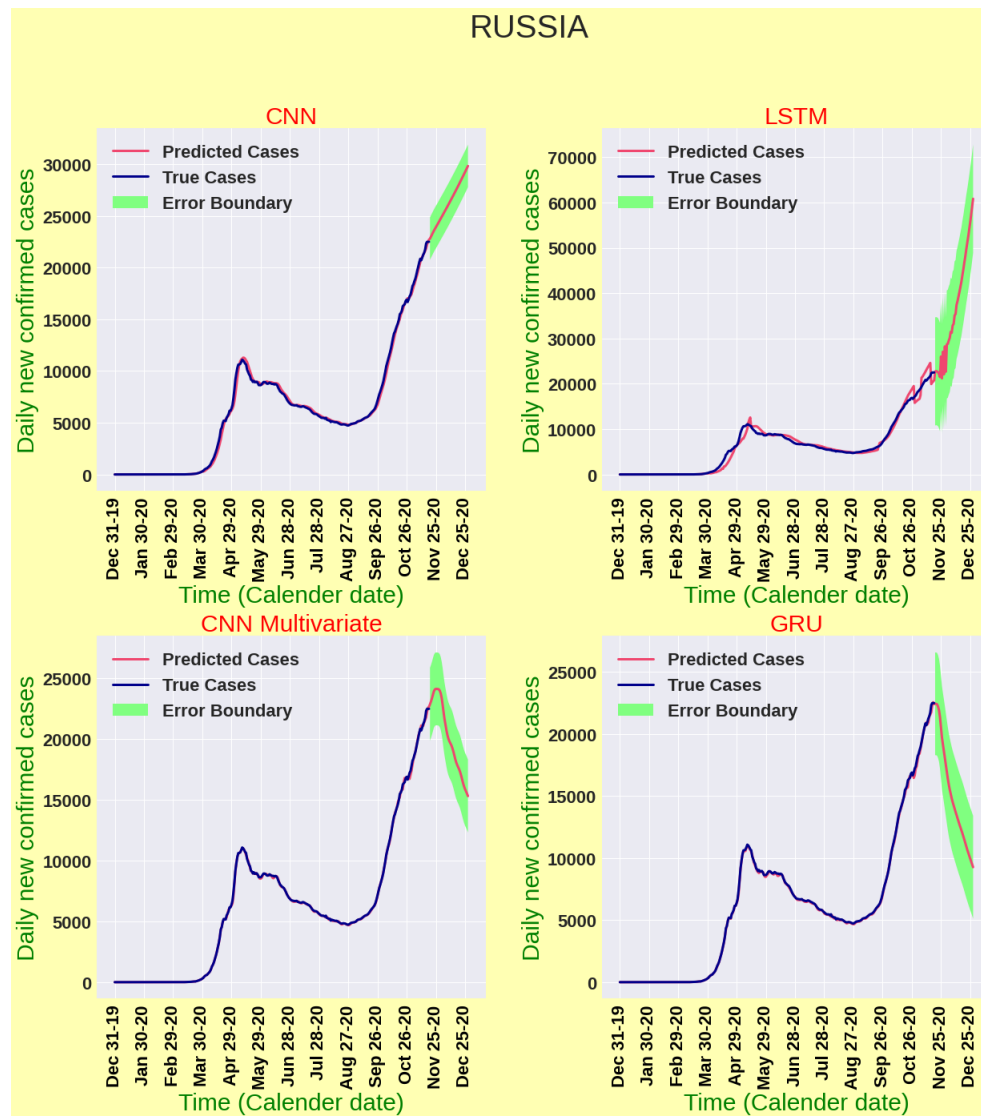 RUSSIA
CNN
Predicted Cases
True Cases
Error Boundary
Daily new confirmed cases
30000
25000
20000
15000
10000
5000
0
Dec 31-19
Jan 30-20
Feb 29-20
Mar 30-20
Apr 29-20
May 29-20
Jun 28-20
Jul 28-20
Aug 27-20
Sep 26-20
Oct 26-20
Nov 25-20
Dec 25-20
Time (Calender date)
LSTM
Predicted Cases
True Cases
Error Boundary
Daily new confirmed cases
70000
60000
50000
40000
30000
20000
10000
0
Dec 31-19
Jan 30-20
Feb 29-20
Mar 30-20
Apr 29-20
May 29-20
Jun 28-20
Jul 28-20
Aug 27-20
Sep 26-20
Oct 26-20
Nov 25-20
Dec 25-20
Time (Calender date)
CNN Multivariate
Predicted Cases
True Cases
Error Boundary
Daily new confirmed cases
25000
20000
15000
10000
5000
0
Dec 31-19
Jan 30-20
Feb 29-20
Mar 30-20
Apr 29-20
May 29-20
Jun 28-20
Jul 28-20
Aug 27-20
Sep 26-20
Oct 26-20
Nov 25-20
Dec 25-20
Time (Calender date)
GRU
Predicted Cases
True Cases
Error Boundary
Daily new confirmed cases
25000
20000
15000
10000
5000
0
Dec 31-19
Jan 30-20
Feb 29-20
Mar 30-20
Apr 29-20
May 29-20
Jun 28-20
Jul 28-20
Aug 27-20
Sep 26-20
Oct 26-20
Nov 25-20
Dec 25-20
Time (Calender date)